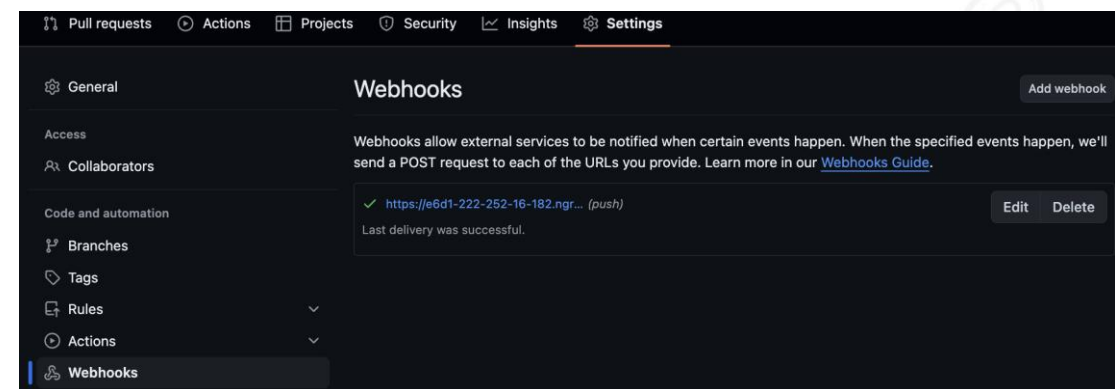 Pull requests Actions Projects Security Insights Settings
General
Access
Collaborators
Code and automation
Branches
Tags
Rules
Actions
Webhooks
Webhooks
Add webhook
Webhooks allow external services to be notified when certain events happen. When the specified events happen, we'll
send a POST request to each of the URLs you provide. Learn more in our Webhooks Guide.
https://e6d1-222-252-16-182.ngr... (push)
Edit Delete
Last delivery was successful.